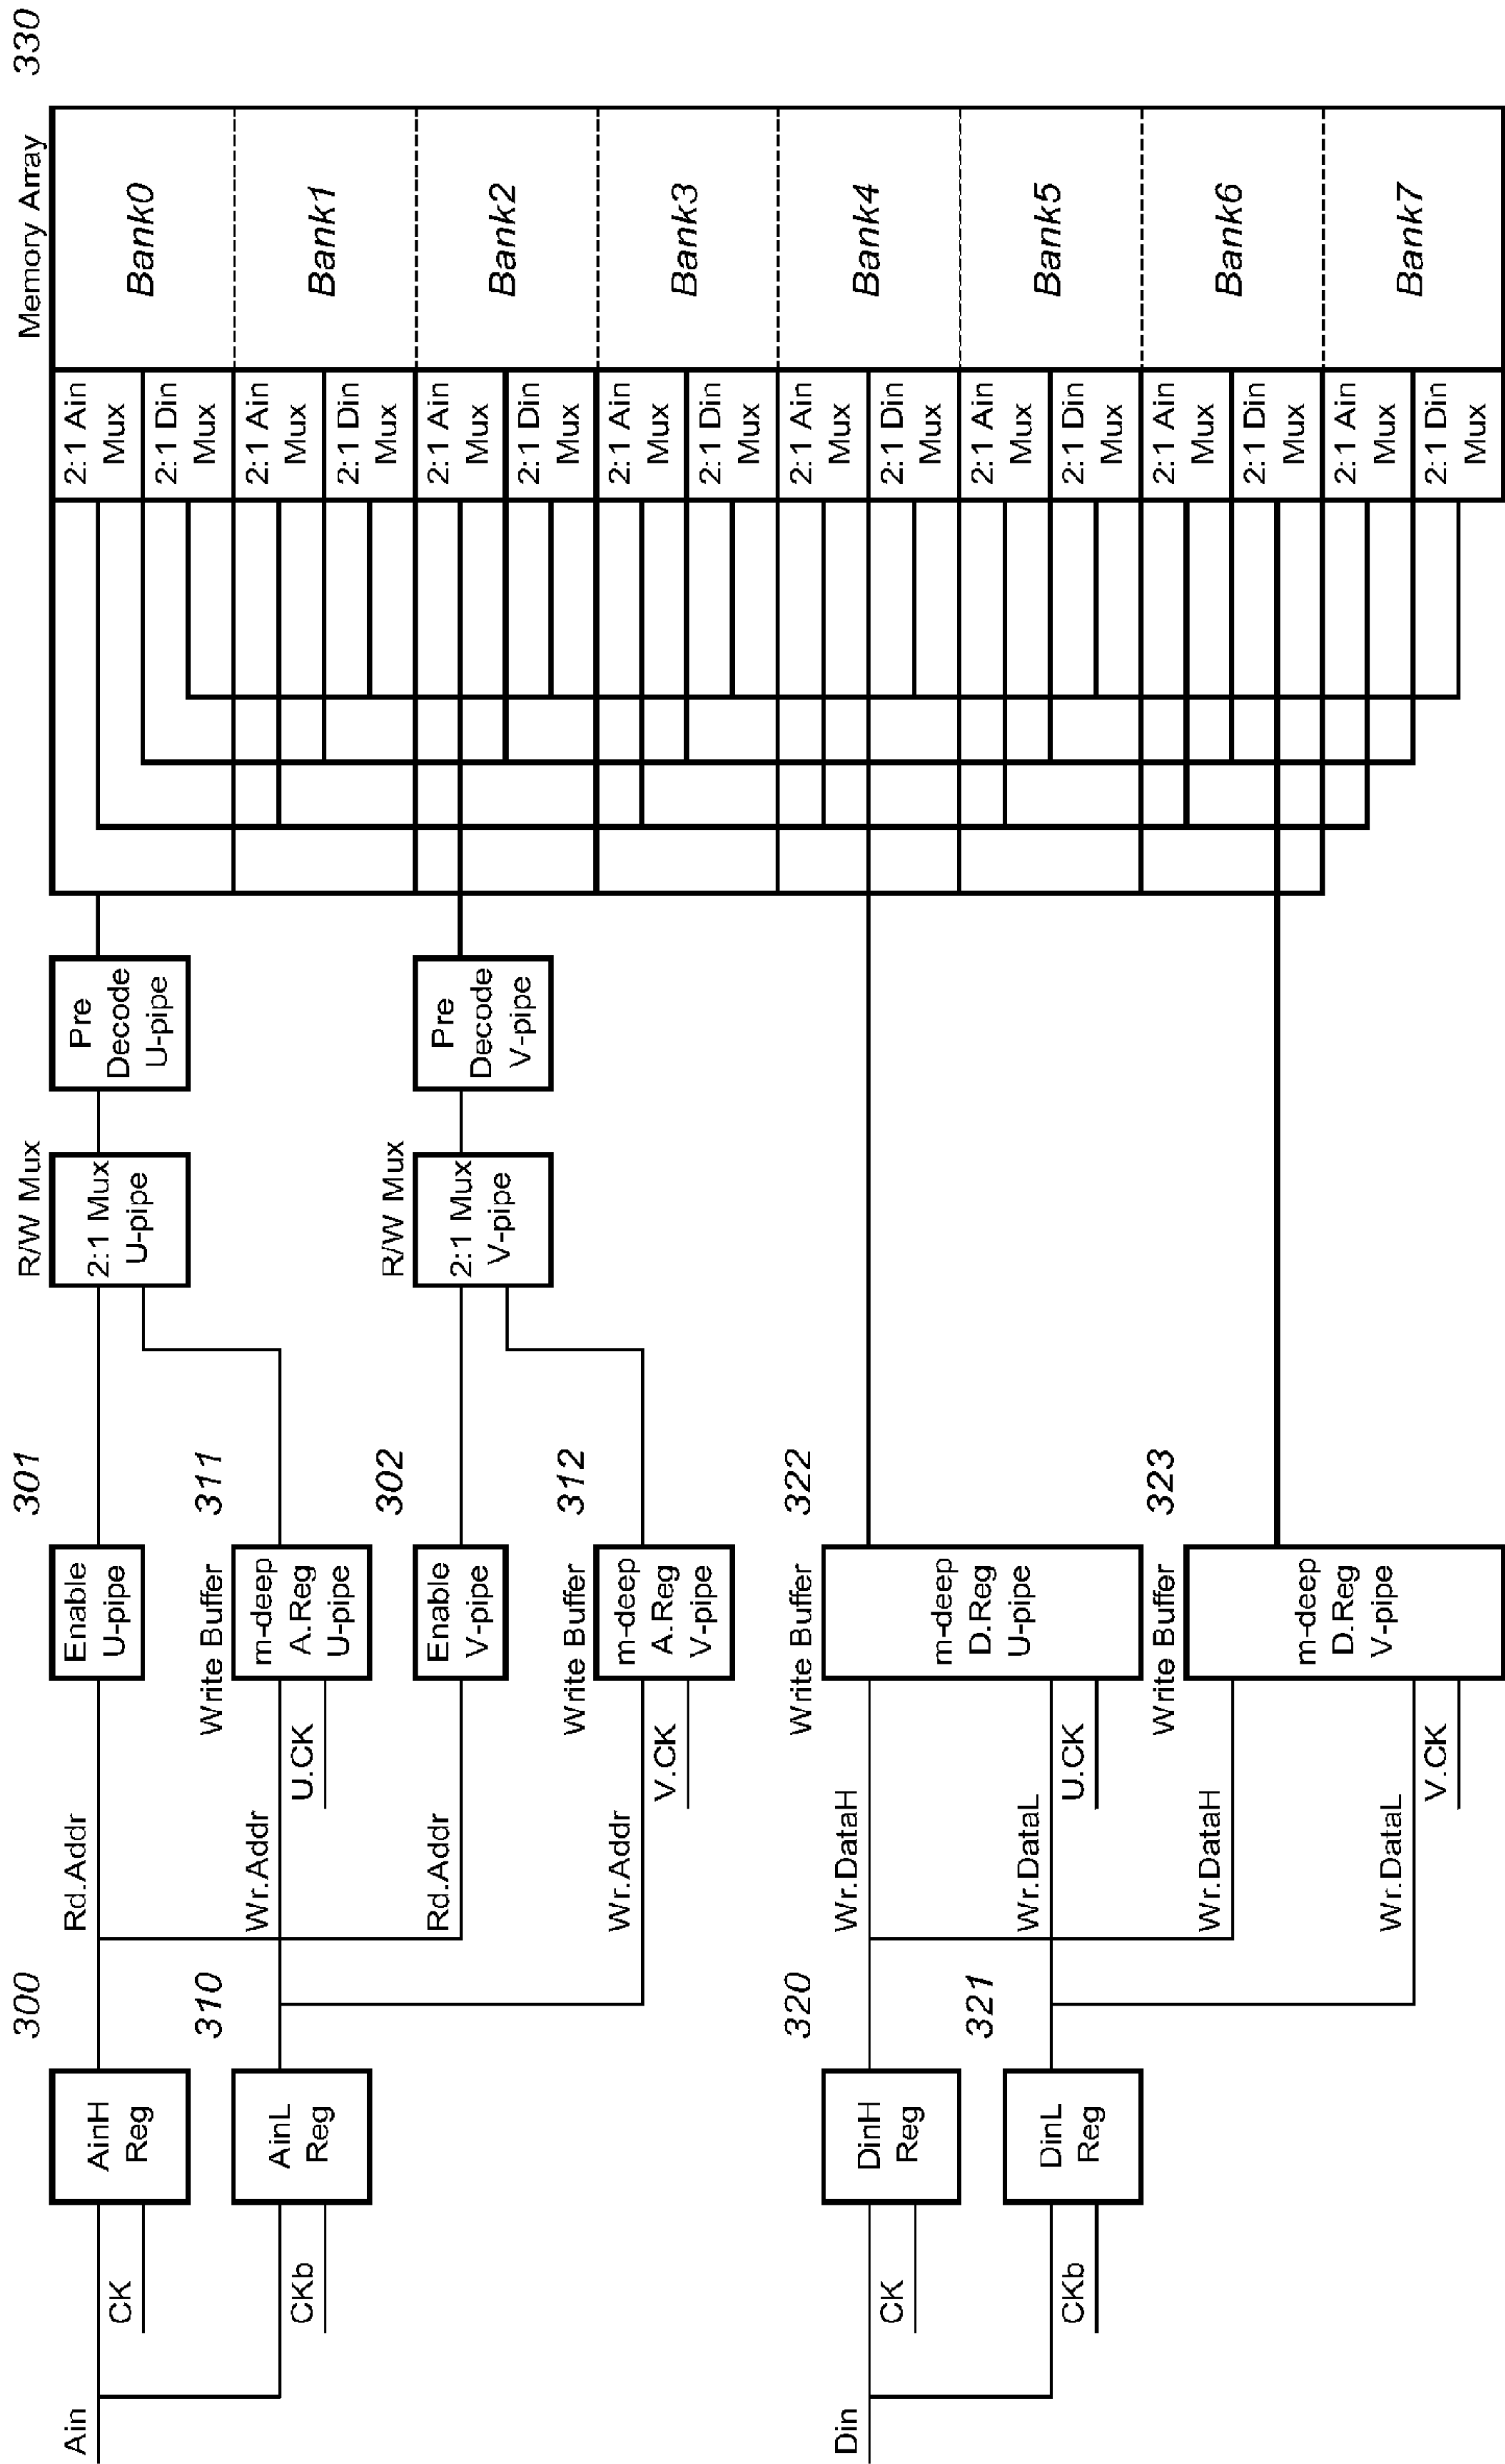 Ain
CK
CKb
300
AinH
Reg
310
AinL
Reg
Rd.Addr
Wr.Addr
U.CK
Rd.Addr
Wr.Addr
V.CK
301
Enable
U-pipe
311
Write Buffer
m-deep
A.Reg
U-pipe
302
Enable
V-pipe
312
Write Buffer
m-deep
A.Reg
V-pipe
R/W Mux
2:1 Mux
U-pipe
R/W Mux
2:1 Mux
V-pipe
Pre
Decode
U-pipe
Pre
Decode
V-pipe
Din
CK
CKb
320
DinH
Reg
321
DinL
Reg
Wr.DataH
Wr.DataL
U.CK
Wr.DataH
Wr.DataL
V.CK
322
Write Buffer
m-deep
D.Reg
U-pipe
323
Write Buffer
m-deep
D.Reg
V-pipe
Memory Array
330
2:1 Ain
Mux
2:1 Din
Mux
Bank0
2:1 Ain
Mux
2:1 Din
Mux
Bank1
2:1 Ain
Mux
2:1 Din
Mux
Bank2
2:1 Ain
Mux
2:1 Din
Mux
Bank3
2:1 Ain
Mux
2:1 Din
Mux
Bank4
2:1 Ain
Mux
2:1 Din
Mux
Bank5
2:1 Ain
Mux
2:1 Din
Mux
Bank6
2:1 Ain
Mux
2:1 Din
Mux
Bank7